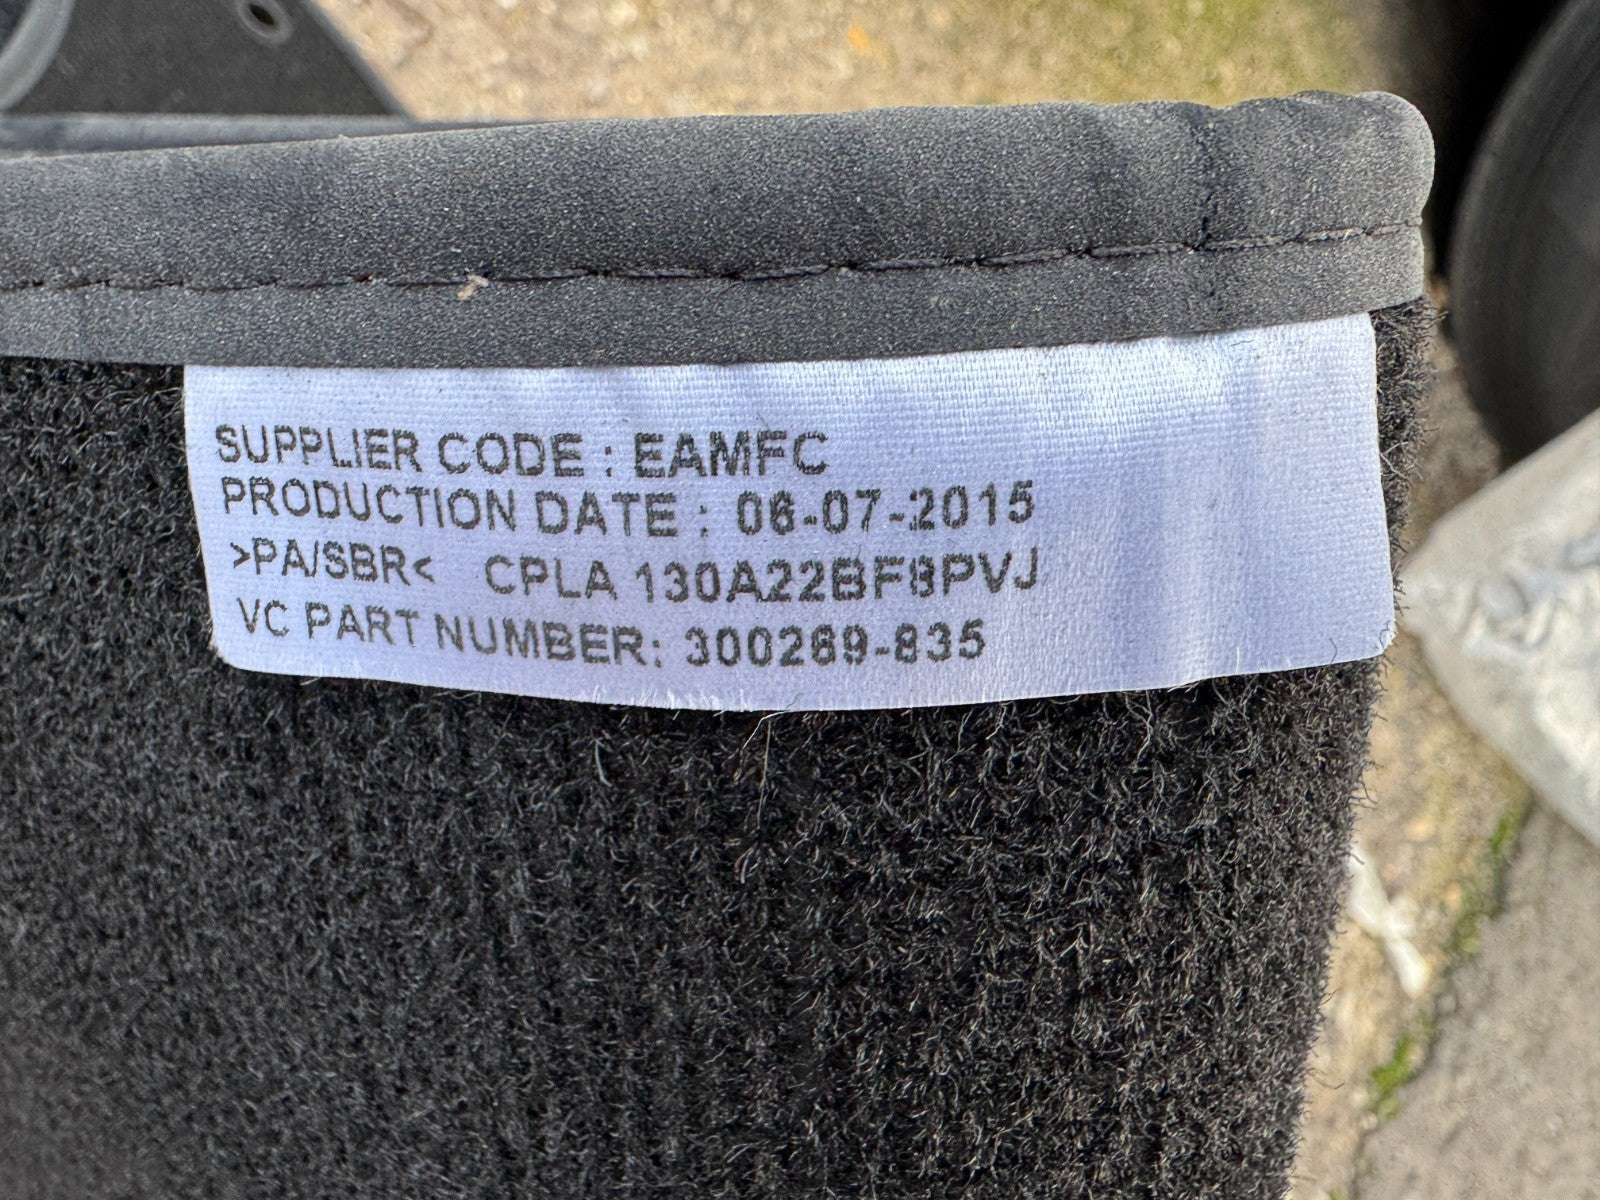 SUPPLIER CODE : EAMFC
PRODUCTION DATE : 06-07-2015
>PA/SBR< CPLA 130A22BF8PVJ
VC PART NUMBER: 300269-835